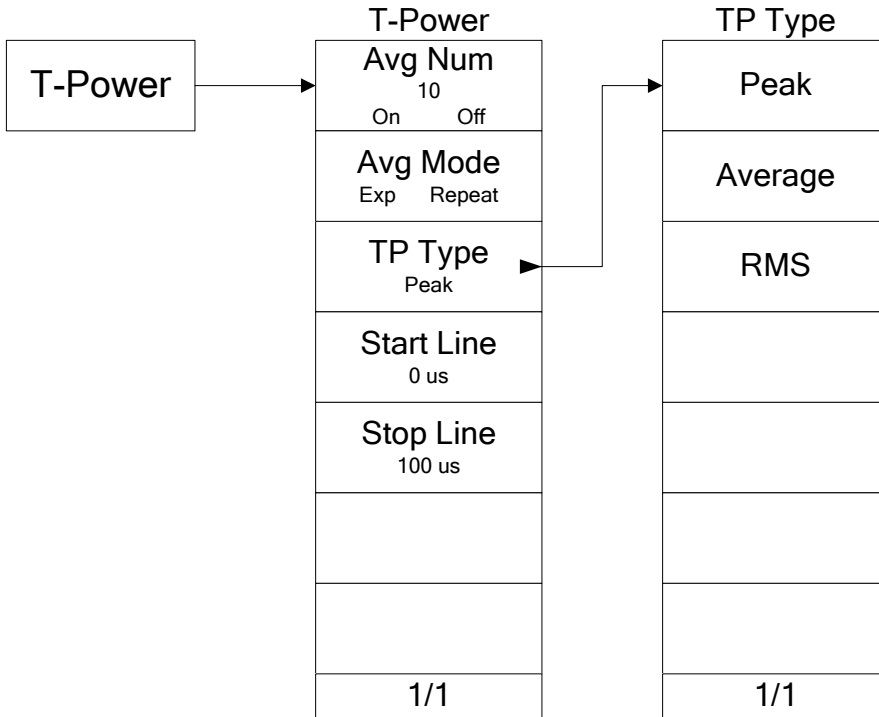 T-Power
T-Power
Avg Num
10
On Off
Avg Mode
Exp Repeat
TP Type
Peak
Start Line
0 us
Stop Line
100 us
1/1
TP Type
Peak
Average
RMS
1/1